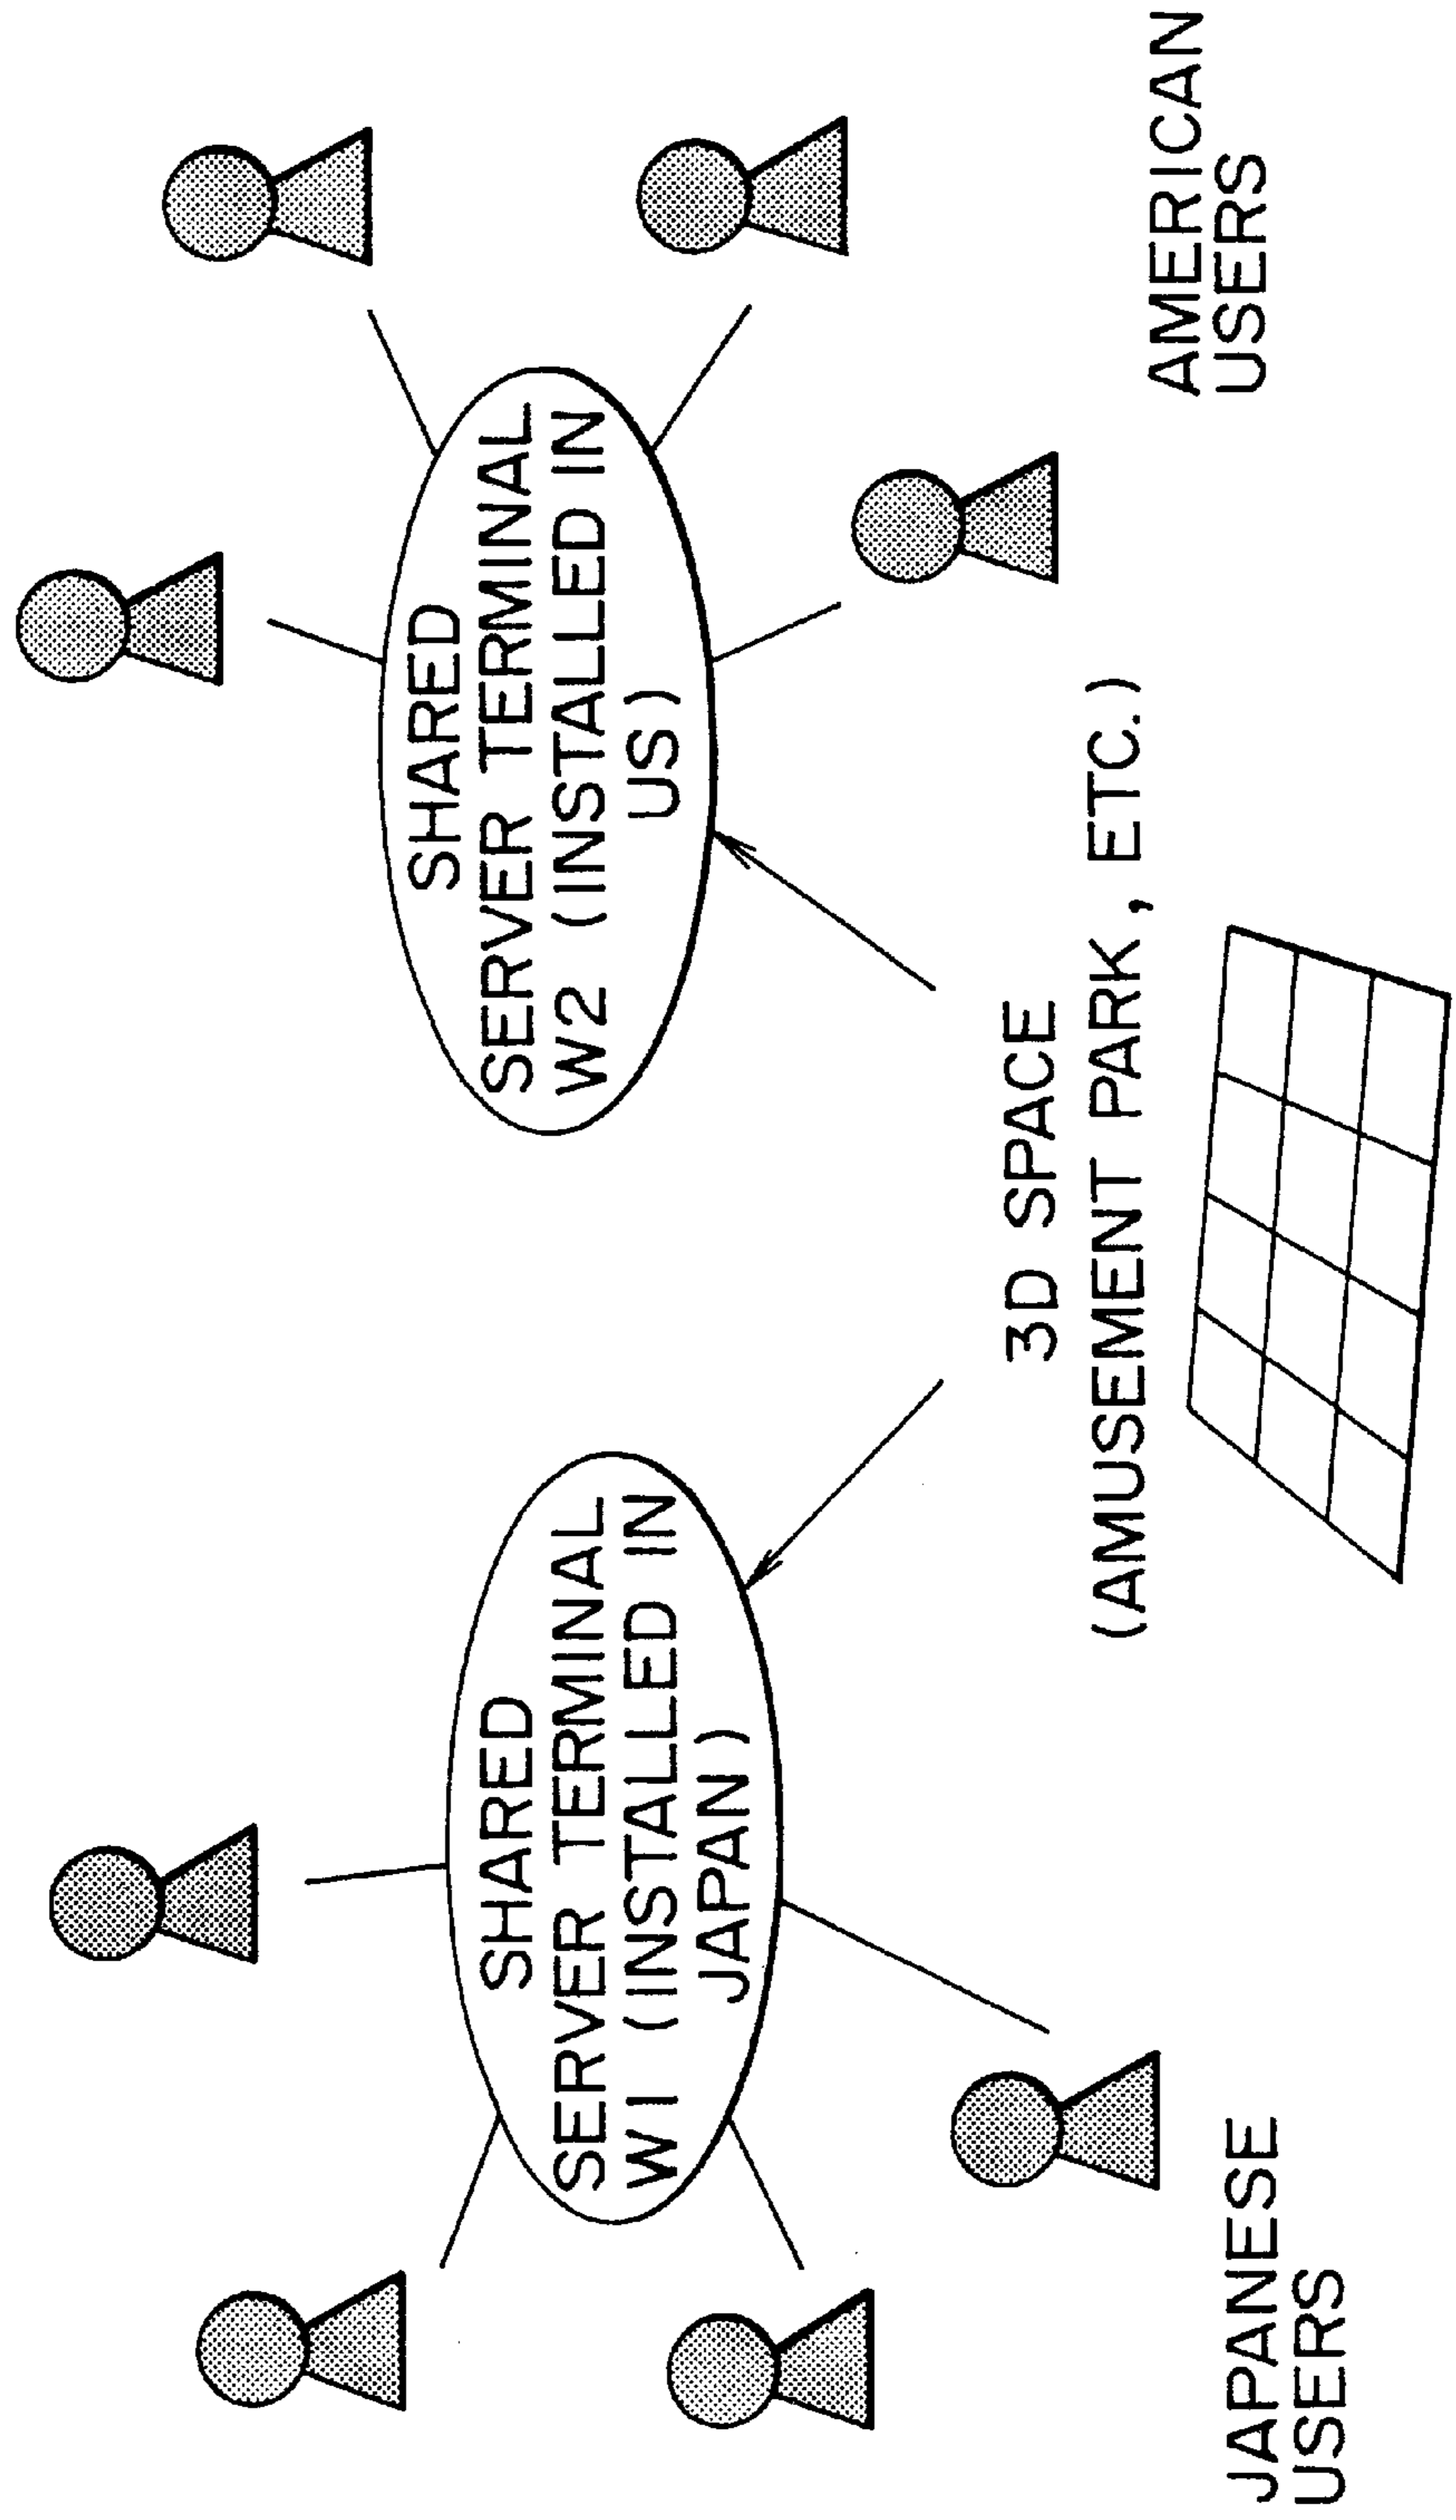 SHARED
SERVER TERMINAL
W1 (INSTALLED IN
JAPAN)
SHARED
SERVER TERMINAL
W2 (INSTALLED IN
US)
3D SPACE
(AMUSEMENT PARK, ETC.)
JAPANESE
USERS
AMERICAN
USERS